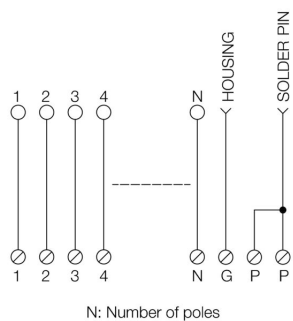 HOUSING
SOLDER PIN
1 2 3 4 N
1 2 3 4 N G P P
N: Number of poles